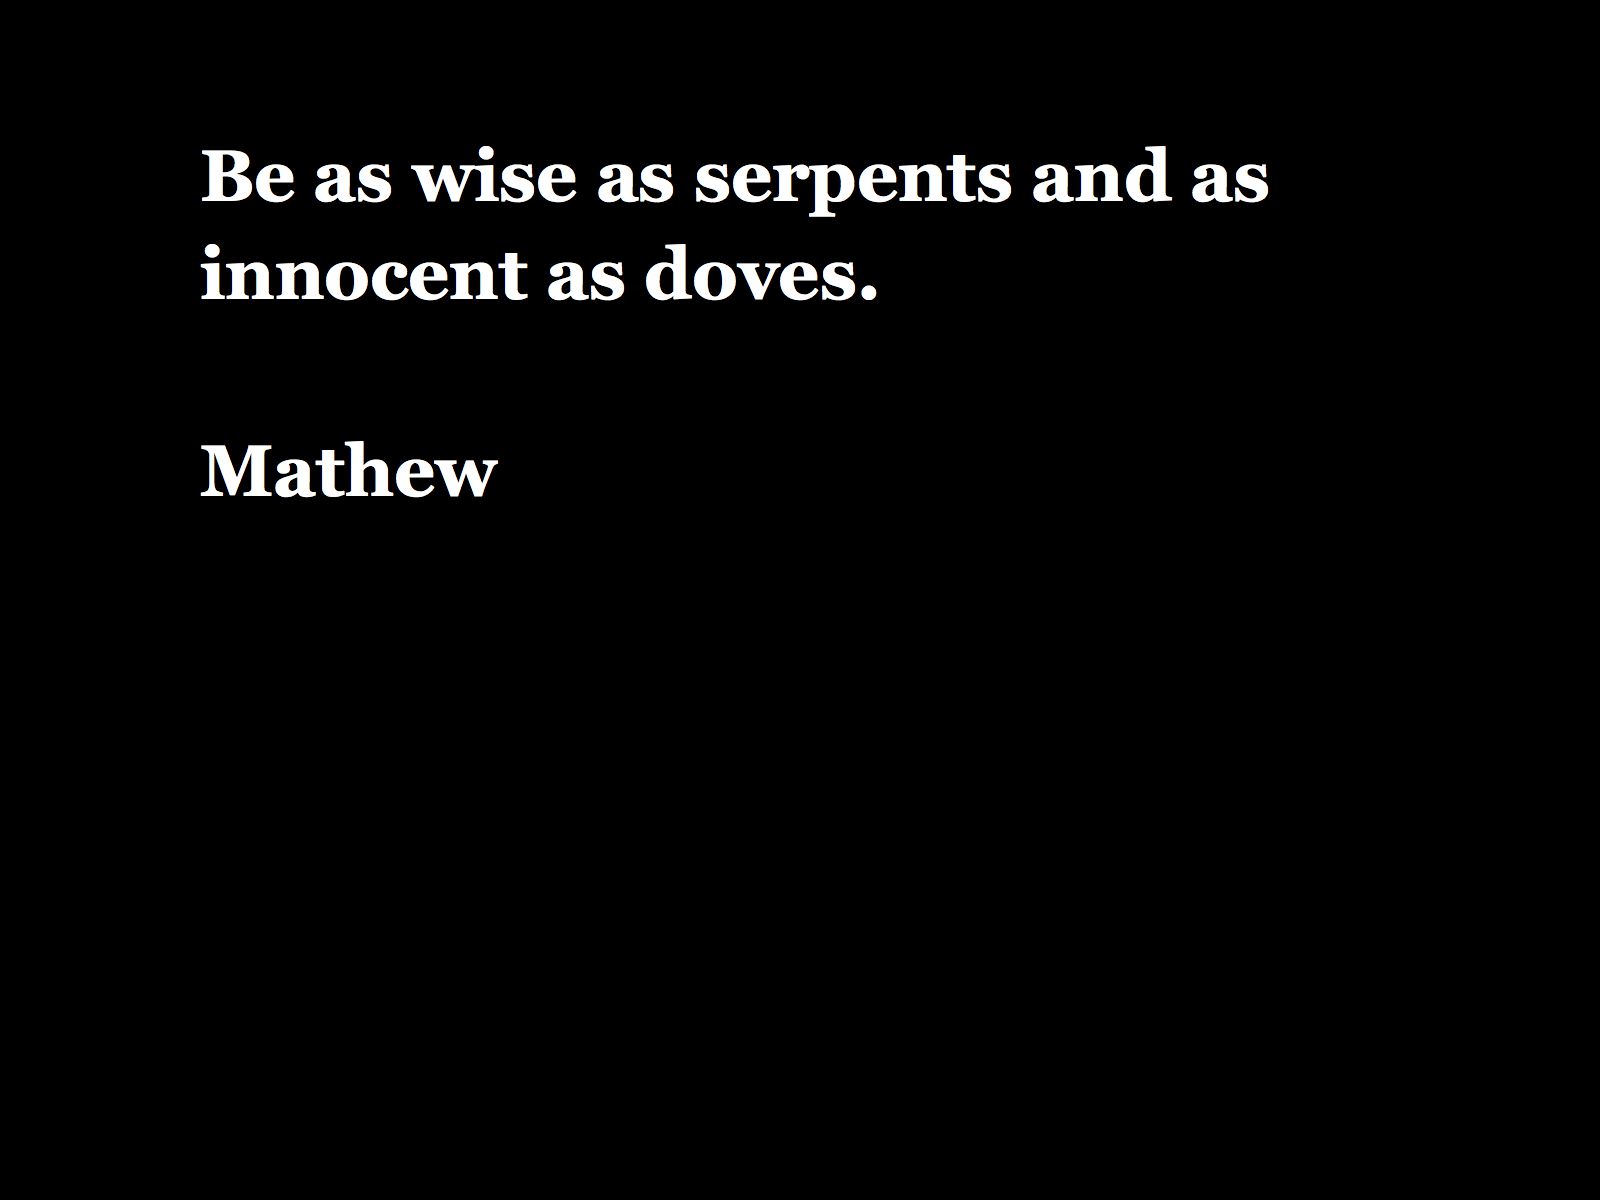 Be as wise as serpents and as
innocent as doves.
Mathew